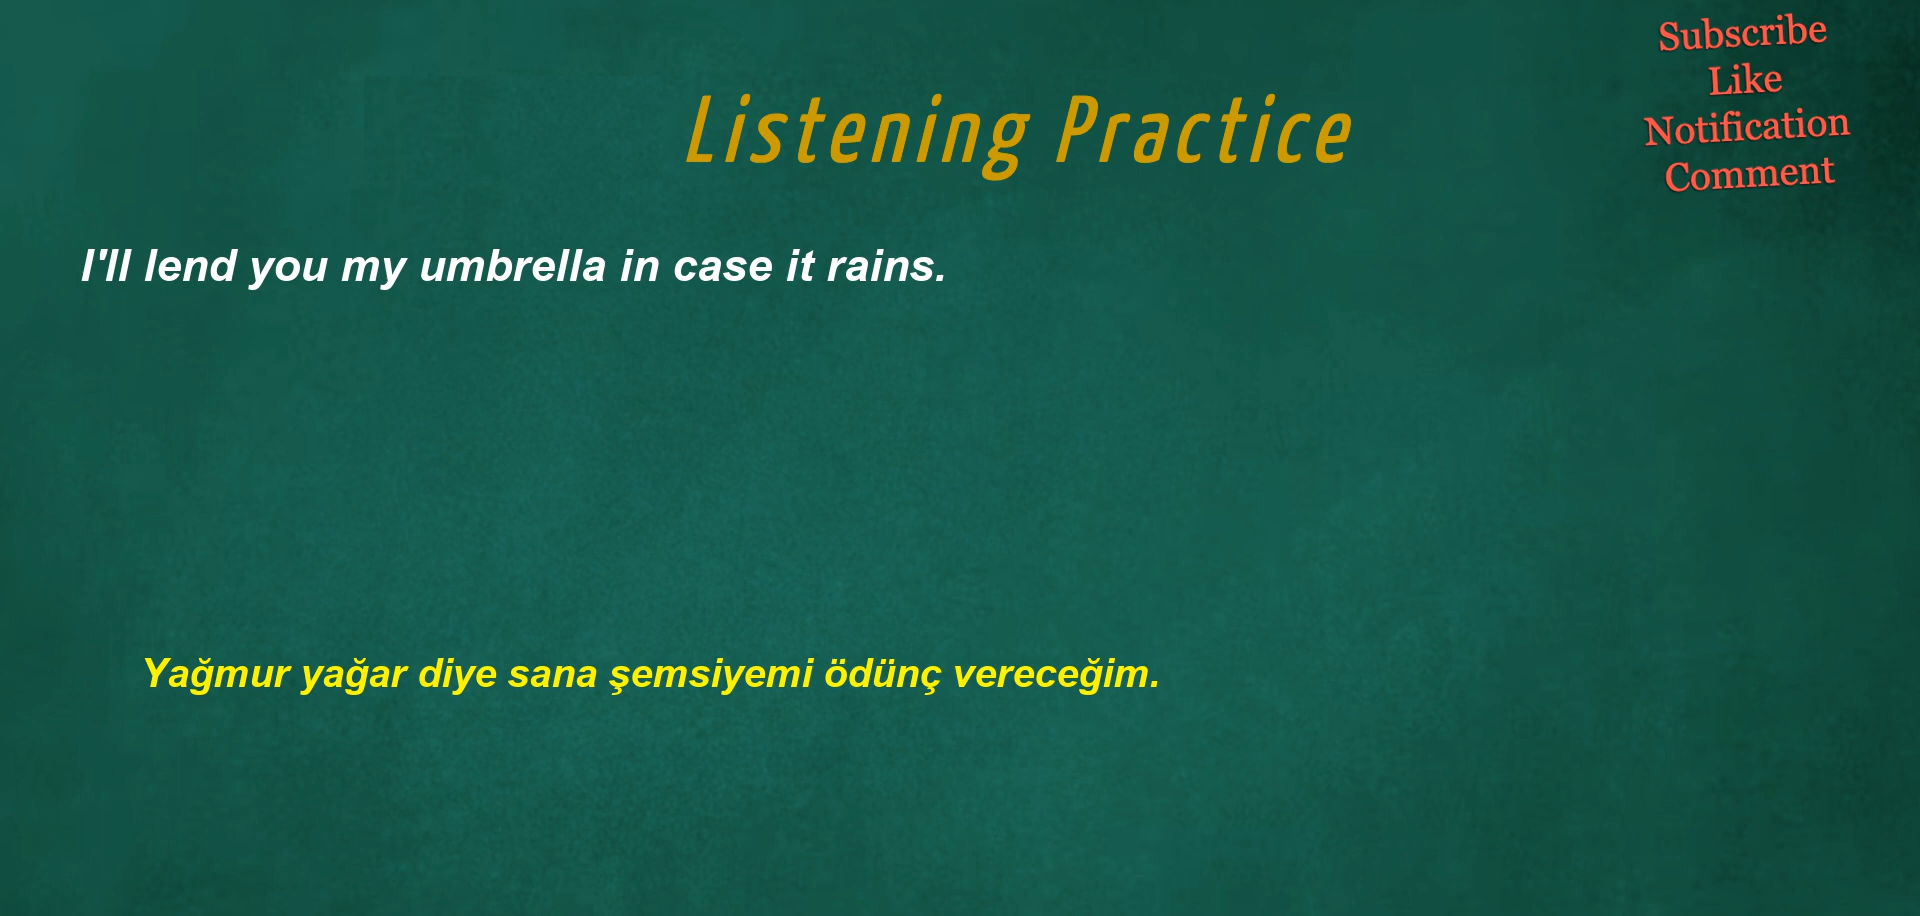 Subscribe
Like
Notification
Comment
Listening Practice
I'll lend you my umbrella in case it rains.
Yağmur yağar diye sana şemsiyemi ödünç vereceğim.